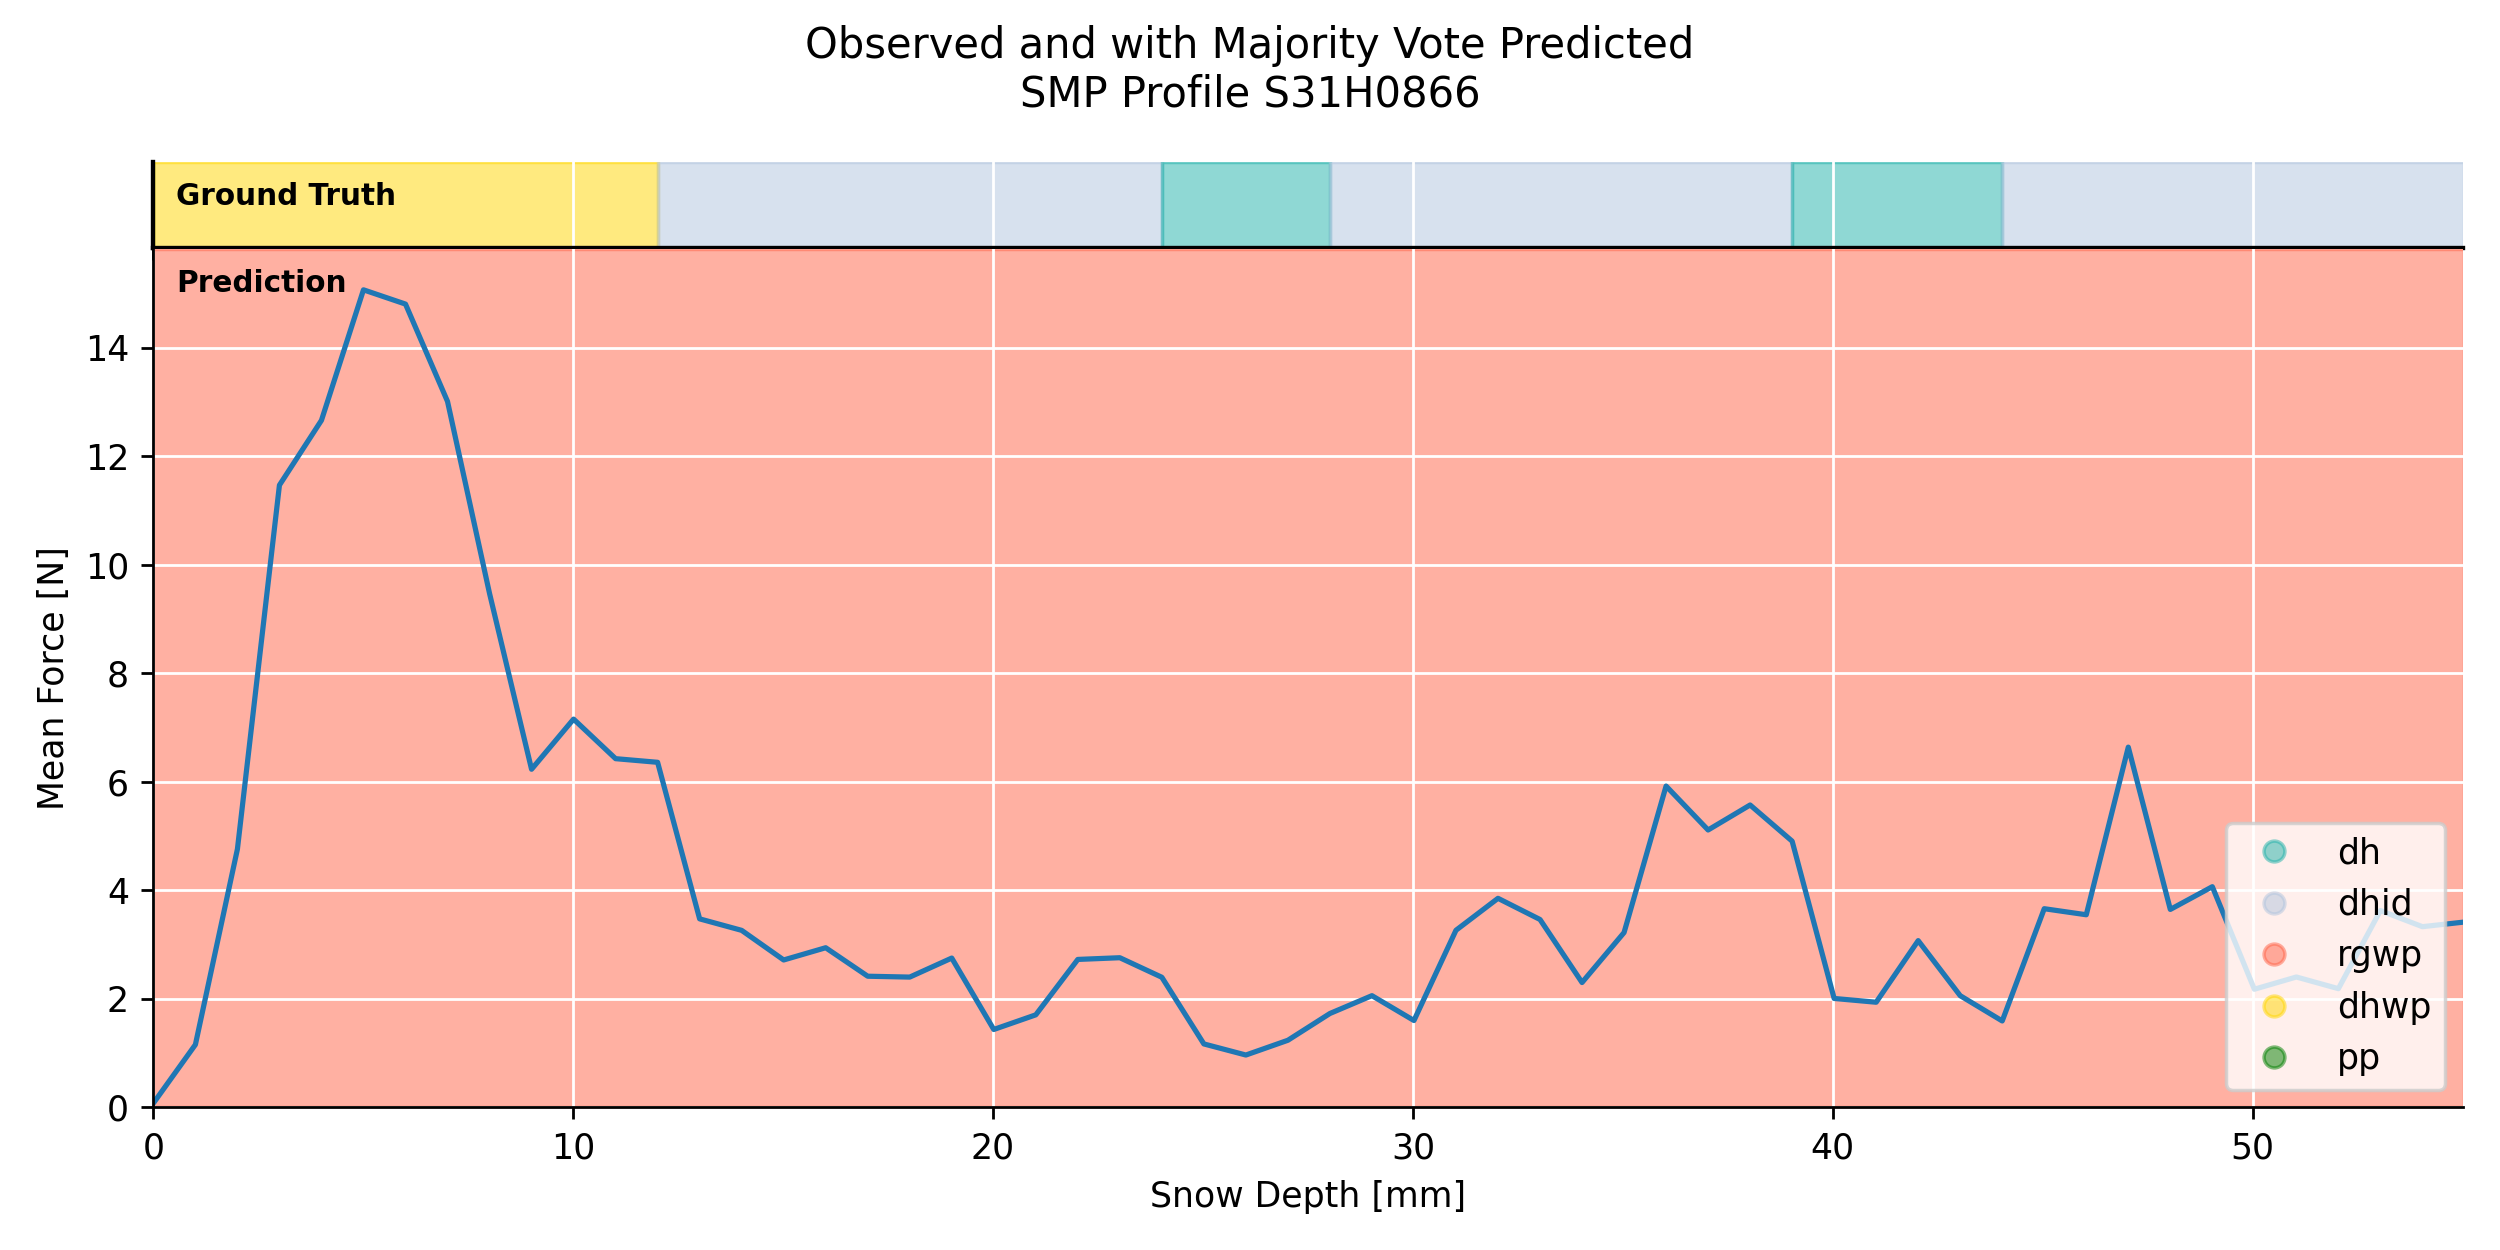 Observed and with Majority Vote Predicted
SMP Profile S31H0866
Ground Truth
Prediction
14
12
10
8
6
4
2
0
Mean Force [N]
dh
dhid
rgwp
dhwp
pp
0 10 20 30 40 50
Snow Depth [mm]